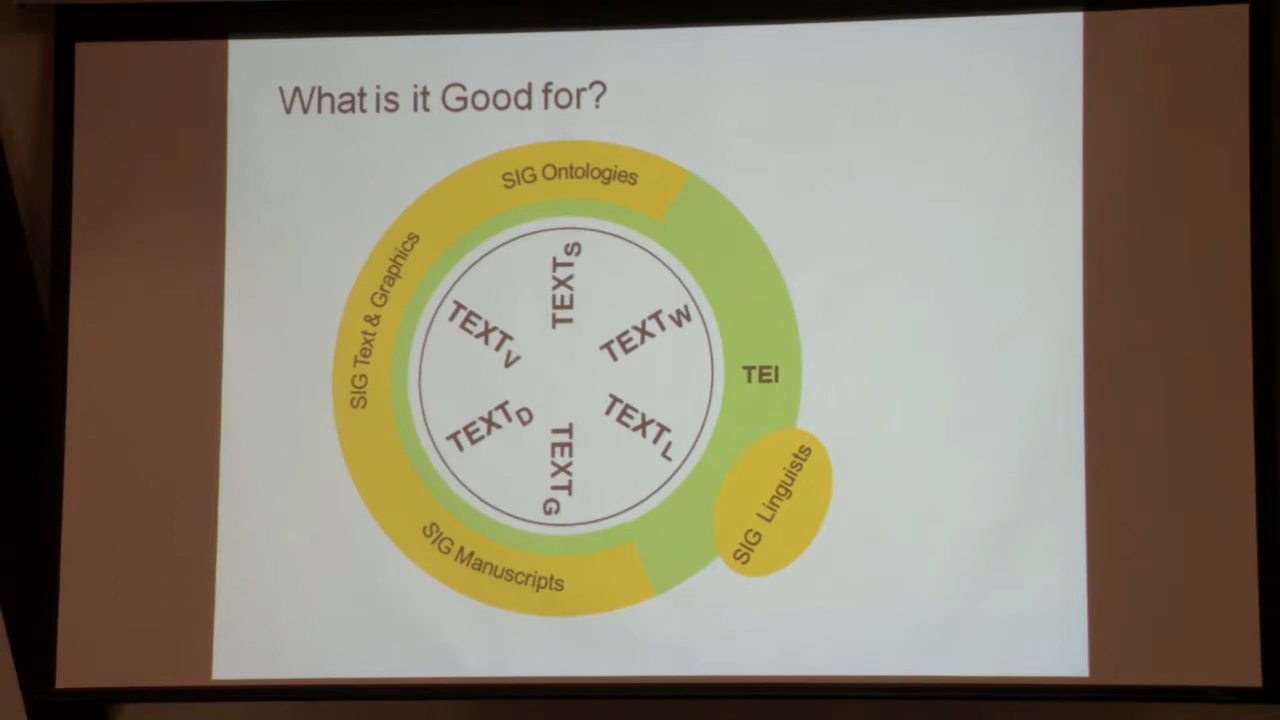 What is it Good for?
SIG Ontologies
SIG Text & Graphics
TEXTS
TEXTV
TEXTW
TEI
TEXTD
TEXTL
TEXTG
SIG Linguists
SIG Manuscripts